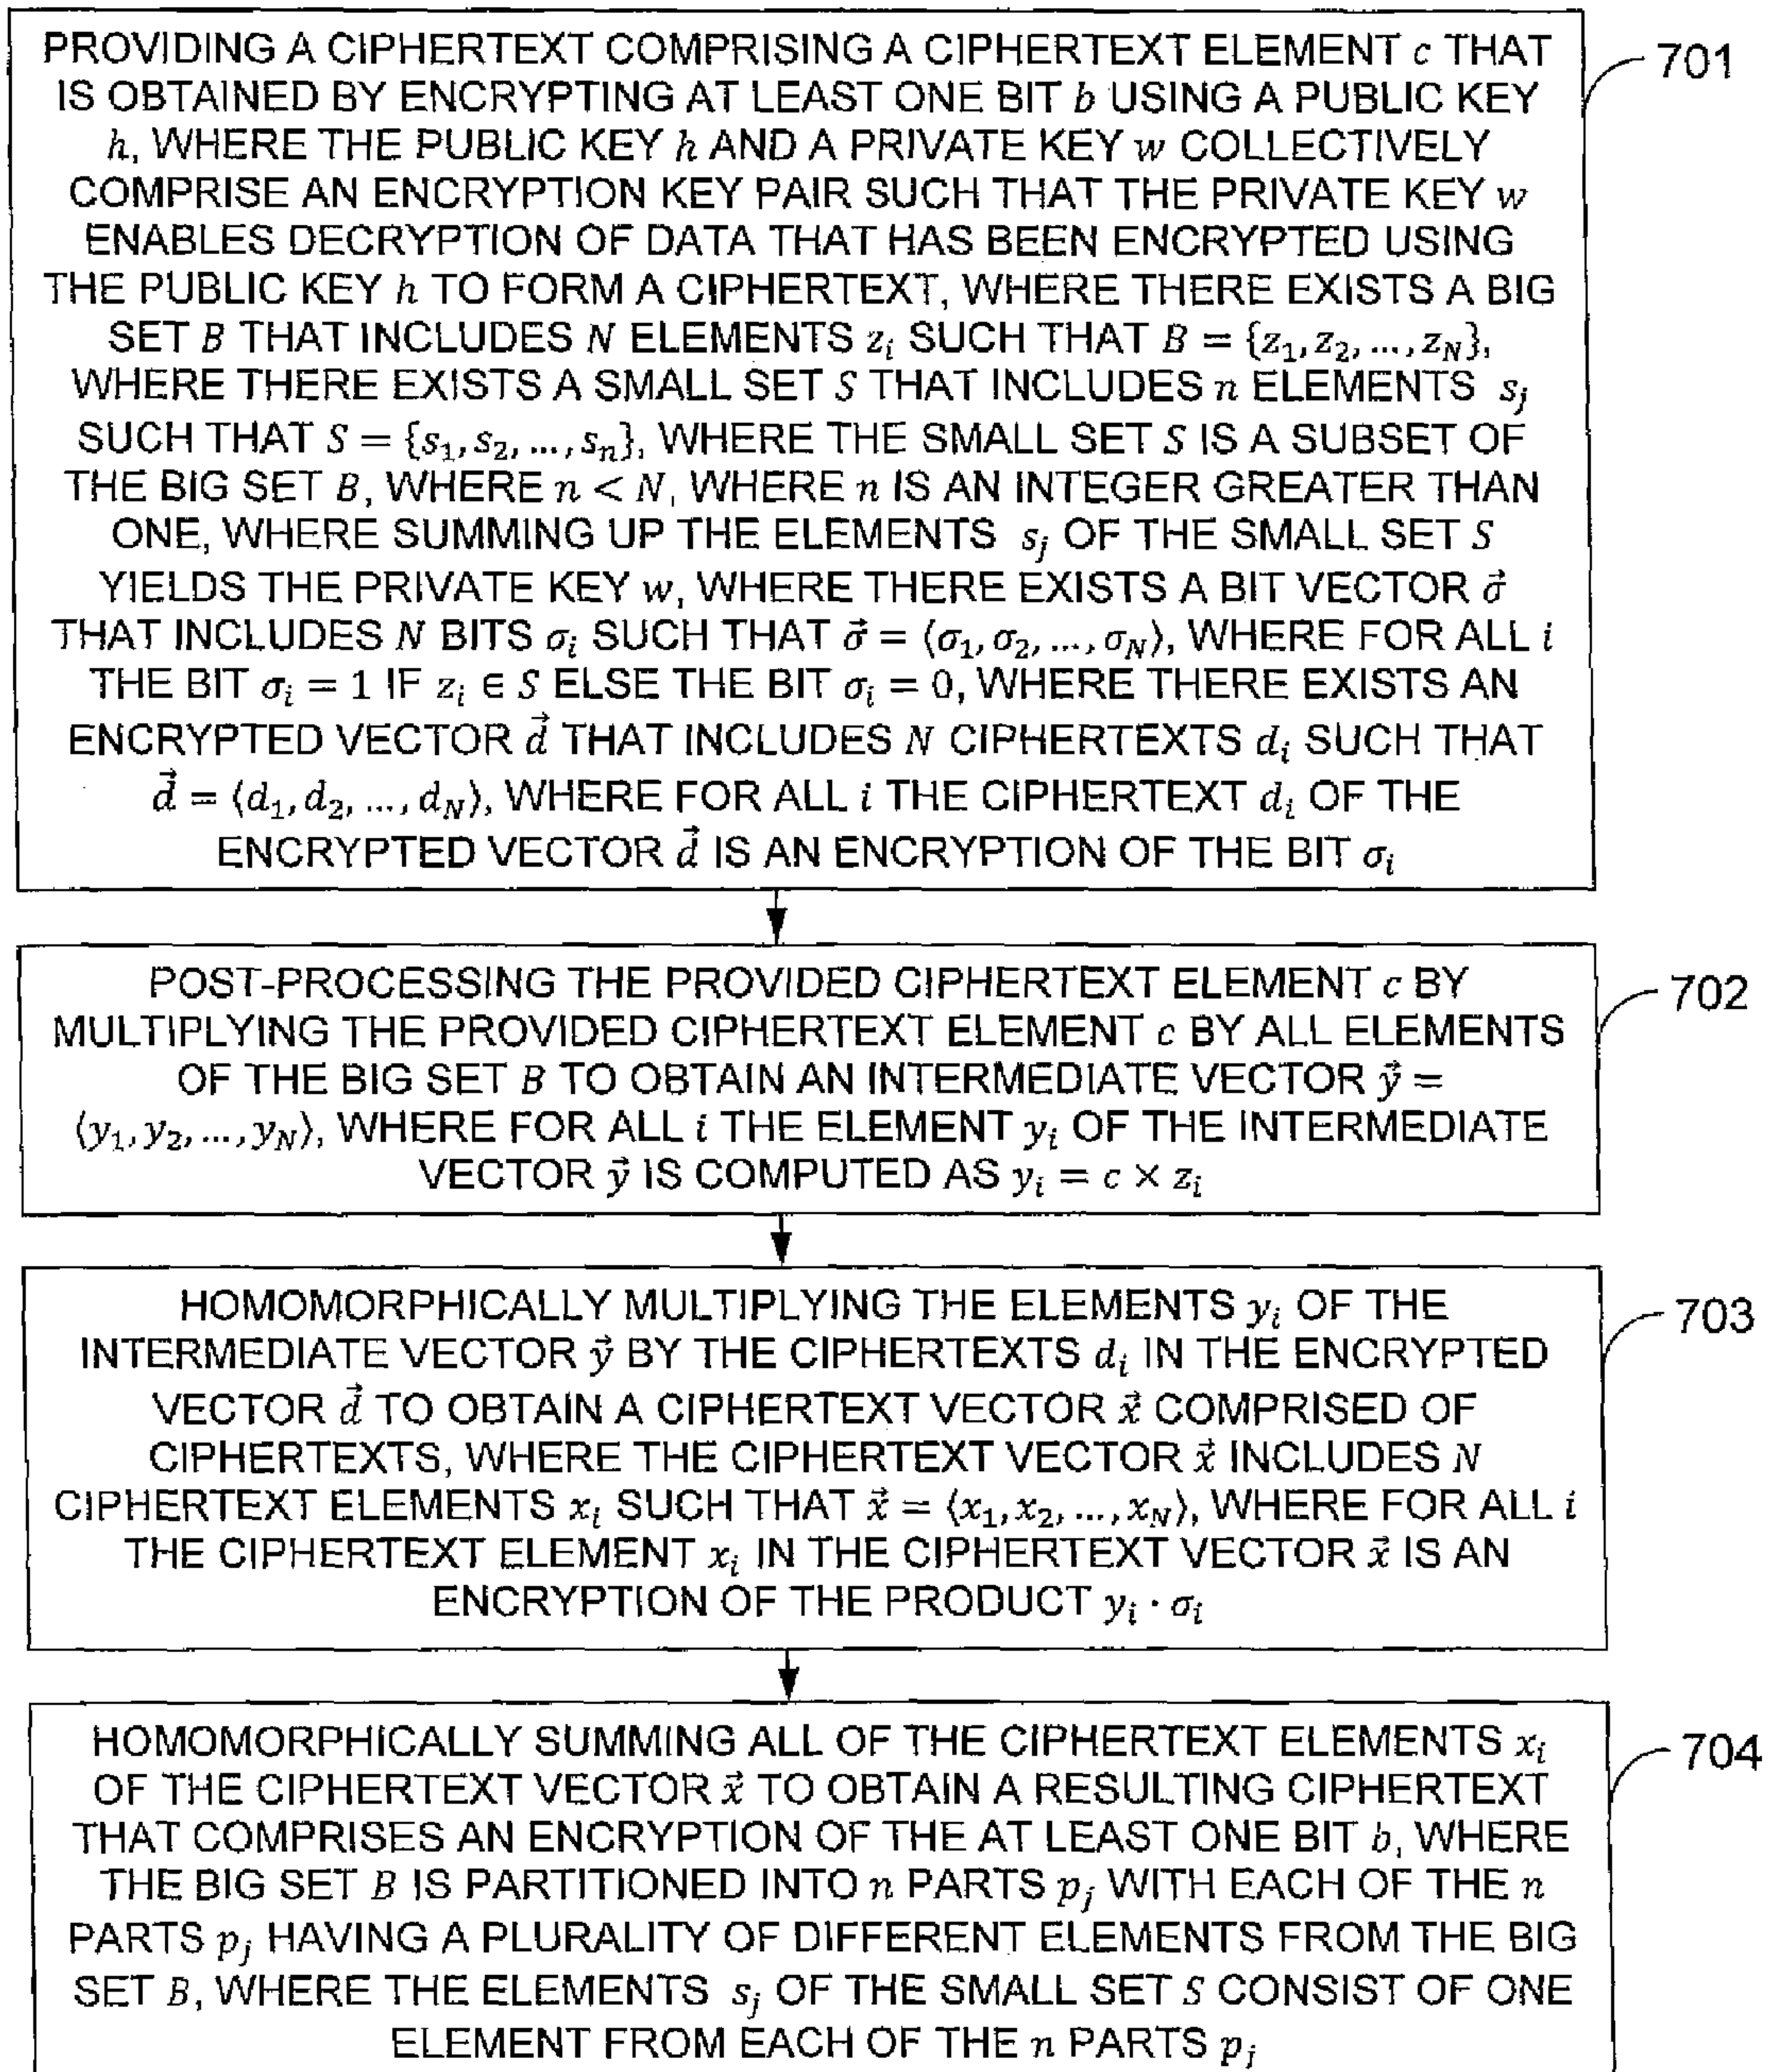 PROVIDING A CIPHERTEXT COMPRISING A CIPHERTEXT ELEMENT c THAT
IS OBTAINED BY ENCRYPTING AT LEAST ONE BIT b USING A PUBLIC KEY
h, WHERE THE PUBLIC KEY h AND A PRIVATE KEY w COLLECTIVELY
COMPRISE AN ENCRYPTION KEY PAIR SUCH THAT THE PRIVATE KEY w
ENABLES DECRYPTION OF DATA THAT HAS BEEN ENCRYPTED USING
THE PUBLIC KEY h TO FORM A CIPHERTEXT, WHERE THERE EXISTS A BIG
SET B THAT INCLUDES N ELEMENTS z_i SUCH THAT B = {z_1, z_2, ..., z_N},
WHERE THERE EXISTS A SMALL SET S THAT INCLUDES n ELEMENTS s_j
SUCH THAT S = {s_1, s_2, ..., s_n}, WHERE THE SMALL SET S IS A SUBSET OF
THE BIG SET B, WHERE n < N, WHERE n IS AN INTEGER GREATER THAN
ONE, WHERE SUMMING UP THE ELEMENTS s_j OF THE SMALL SET S
YIELDS THE PRIVATE KEY w, WHERE THERE EXISTS A BIT VECTOR σ⃗
THAT INCLUDES N BITS σ_i SUCH THAT σ⃗ = ⟨σ_1, σ_2, ..., σ_N⟩, WHERE FOR ALL i
THE BIT σ_i = 1 IF z_i ∈ S ELSE THE BIT σ_i = 0, WHERE THERE EXISTS AN
ENCRYPTED VECTOR d⃗ THAT INCLUDES N CIPHERTEXTS d_i SUCH THAT
d⃗ = ⟨d_1, d_2, ..., d_N⟩, WHERE FOR ALL i THE CIPHERTEXT d_i OF THE
ENCRYPTED VECTOR d⃗ IS AN ENCRYPTION OF THE BIT σ_i
701
POST-PROCESSING THE PROVIDED CIPHERTEXT ELEMENT c BY
MULTIPLYING THE PROVIDED CIPHERTEXT ELEMENT c BY ALL ELEMENTS
OF THE BIG SET B TO OBTAIN AN INTERMEDIATE VECTOR y⃗ =
⟨y_1, y_2, ..., y_N⟩, WHERE FOR ALL i THE ELEMENT y_i OF THE INTERMEDIATE
VECTOR y⃗ IS COMPUTED AS y_i = c × z_i
702
HOMOMORPHICALLY MULTIPLYING THE ELEMENTS y_i OF THE
INTERMEDIATE VECTOR y⃗ BY THE CIPHERTEXTS d_i IN THE ENCRYPTED
VECTOR d⃗ TO OBTAIN A CIPHERTEXT VECTOR x⃗ COMPRISED OF
CIPHERTEXTS, WHERE THE CIPHERTEXT VECTOR x⃗ INCLUDES N
CIPHERTEXT ELEMENTS x_i SUCH THAT x⃗ = ⟨x_1, x_2, ..., x_N⟩, WHERE FOR ALL i
THE CIPHERTEXT ELEMENT x_i IN THE CIPHERTEXT VECTOR x⃗ IS AN
ENCRYPTION OF THE PRODUCT y_i · σ_i
703
HOMOMORPHICALLY SUMMING ALL OF THE CIPHERTEXT ELEMENTS x_i
OF THE CIPHERTEXT VECTOR x⃗ TO OBTAIN A RESULTING CIPHERTEXT
THAT COMPRISES AN ENCRYPTION OF THE AT LEAST ONE BIT b, WHERE
THE BIG SET B IS PARTITIONED INTO n PARTS p_j WITH EACH OF THE n
PARTS p_j HAVING A PLURALITY OF DIFFERENT ELEMENTS FROM THE BIG
SET B, WHERE THE ELEMENTS s_j OF THE SMALL SET S CONSIST OF ONE
ELEMENT FROM EACH OF THE n PARTS p_j
704